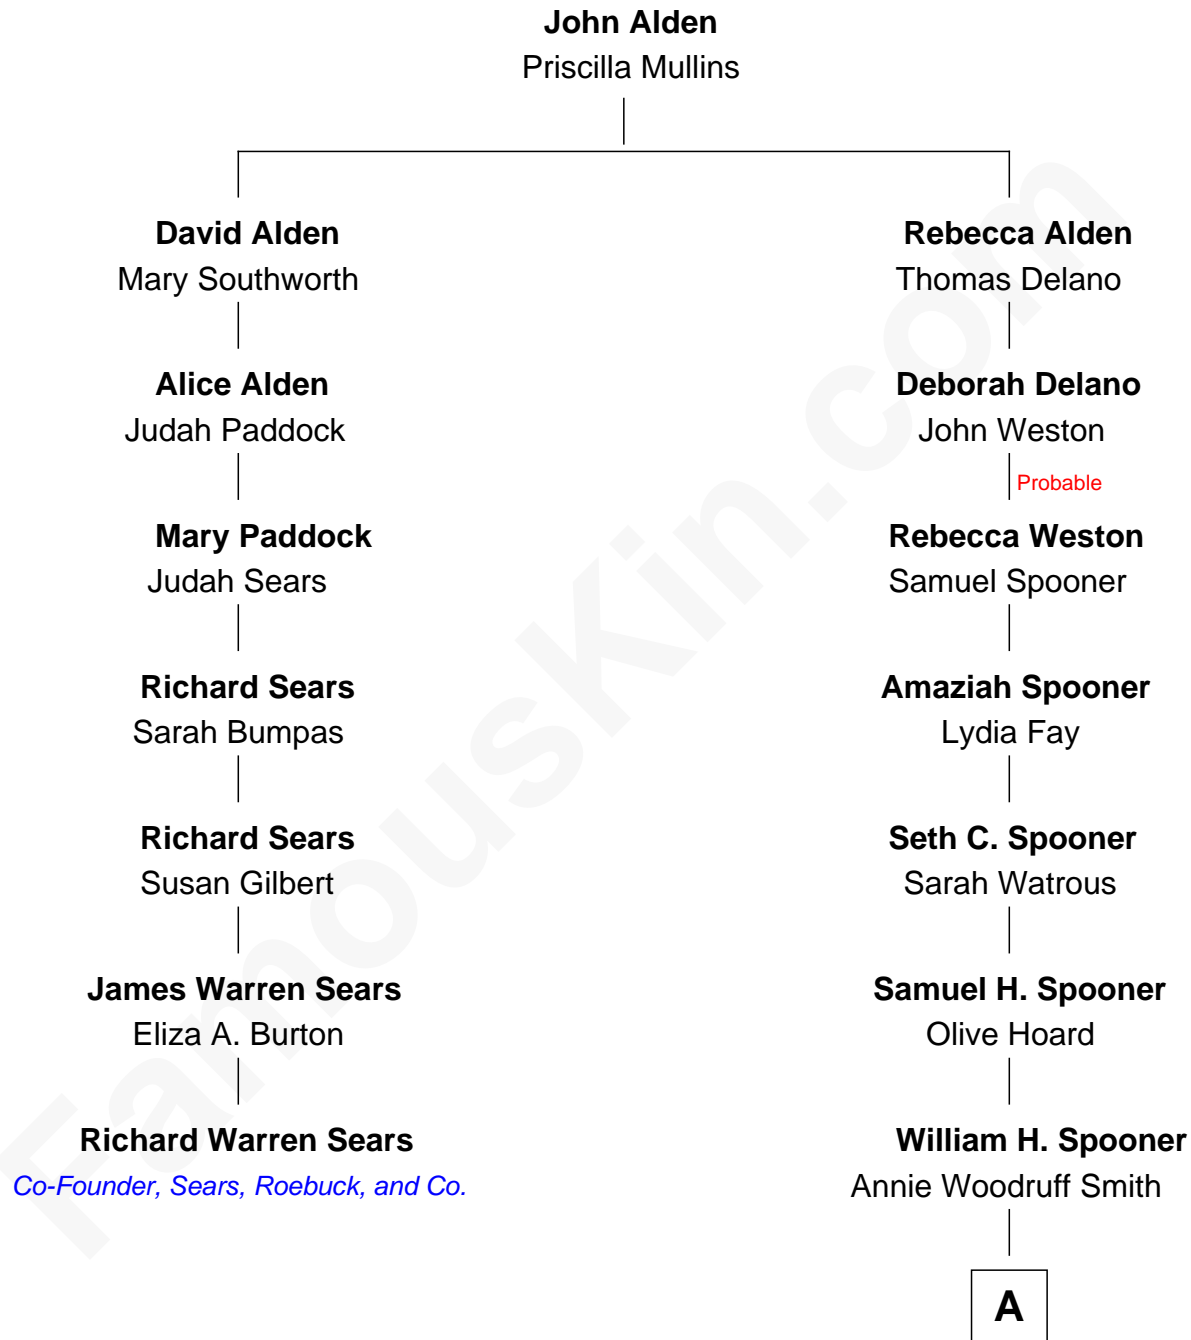 John Alden
Priscilla Mullins
David Alden
Mary Southworth
Alice Alden
Judah Paddock
Mary Paddock
Judah Sears
Richard Sears
Sarah Bumpas
Richard Sears
Susan Gilbert
James Warren Sears
Eliza A. Burton
Richard Warren Sears
Co-Founder, Sears, Roebuck, and Co.
Rebecca Alden
Thomas Delano
Deborah Delano
John Weston
Probable
Rebecca Weston
Samuel Spooner
Amaziah Spooner
Lydia Fay
Seth C. Spooner
Sarah Watrous
Samuel H. Spooner
Olive Hoard
William H. Spooner
Annie Woodruff Smith
A
FamousKin.com